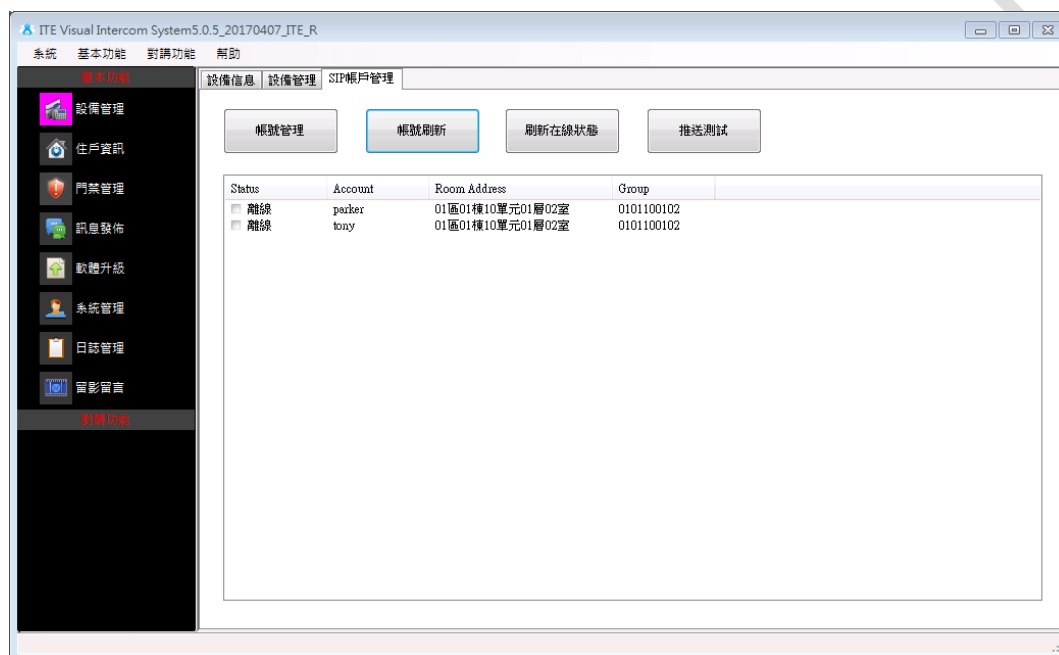 ITE Visual Intercom System5.0.5_20170407_ITE_R
系統 基本功能 對講功能 幫助
基本功能
設備管理
住戶資訊
門禁管理
訊息發佈
軟體升級
系統管理
日誌管理
留影留言
對講功能
設備信息 設備管理 SIP帳戶管理
帳號管理 帳號刷新 刷新在線狀態 推送測試
Status Account Room Address Group
離線 parker 01區01棟10單元01層02室 0101100102
離線 tony 01區01棟10單元01層02室 0101100102